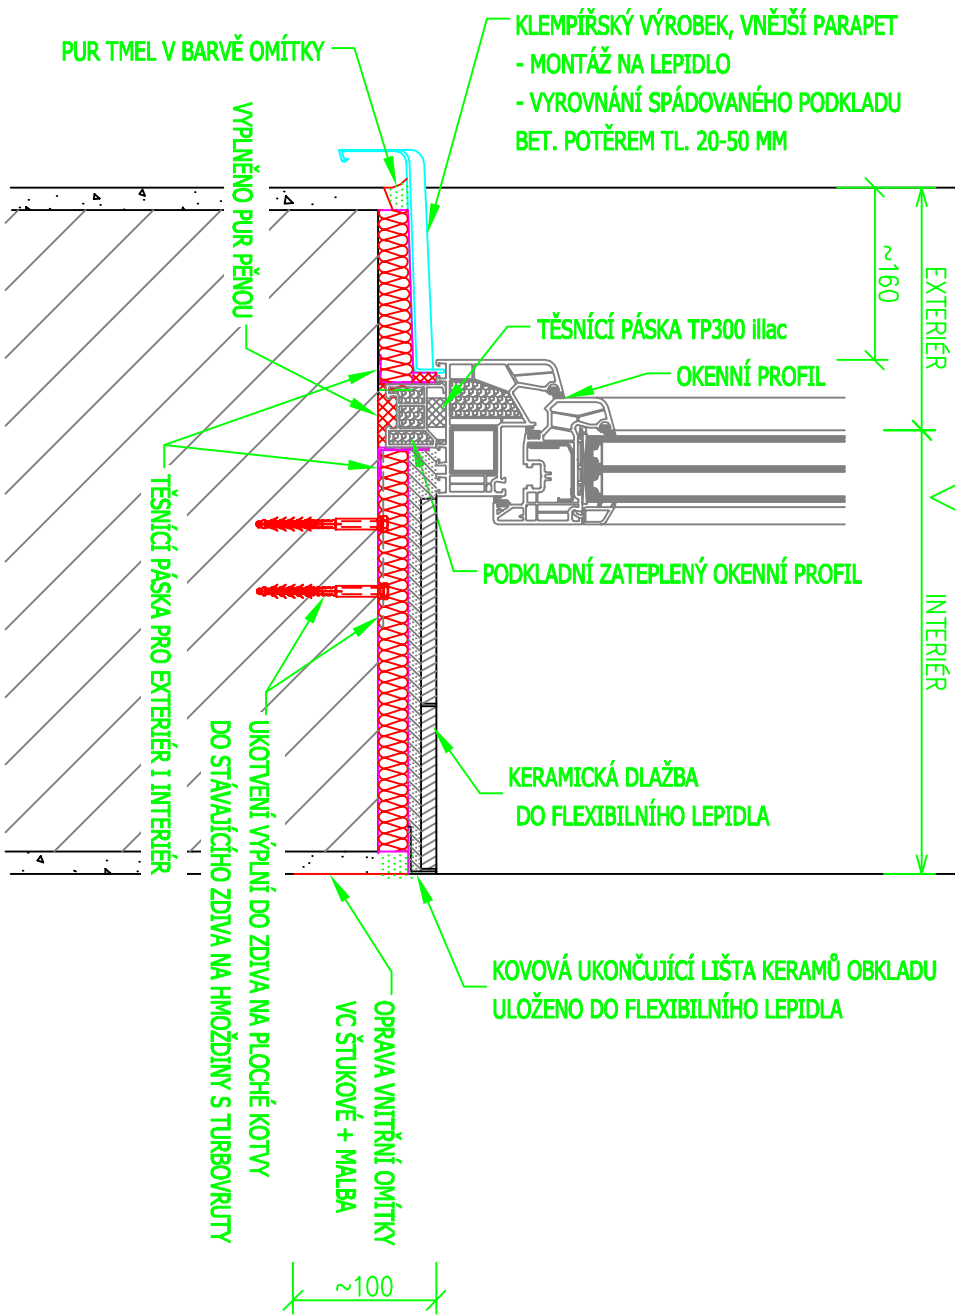 KLEMPÍŘSKÝ VÝROBEK, VNĚJŠÍ PARAPET
- MONTÁŽ NA LEPIDLO
- VYROVNÁNÍ SPÁDOVANÉHO PODKLADU
BET. POTĚREM TL. 20-50 MM
PUR TMEL V BARVĚ OMÍTKY
VYPLNĚNO PUR PĚNOU
~160
EXTERIÉR
TĚSNÍCÍ PÁSKA TP300 illac
OKENNÍ PROFIL
TĚSNÍCÍ PÁSKA PRO EXTERIÉR I INTERIÉR
PODKLADNÍ ZATEPLENÝ OKENNÍ PROFIL
INTERIÉR
UKOTVENÍ VÝPLNÍ DO ZDIVA NA PLOCHÉ KOTVY
DO STÁVAJÍCÍHO ZDIVA NA HMOŽDINY S TURBOVRUTY
KERAMICKÁ DLAŽBA
DO FLEXIBILNÍHO LEPIDLA
KOVOVÁ UKONČUJÍCÍ LIŠTA KERAMŮ OBKLADU
ULOŽENO DO FLEXIBILNÍHO LEPIDLA
OPRAVA VNITŘNÍ OMÍTKY
VC ŠTUKOVÉ + MALBA
~100